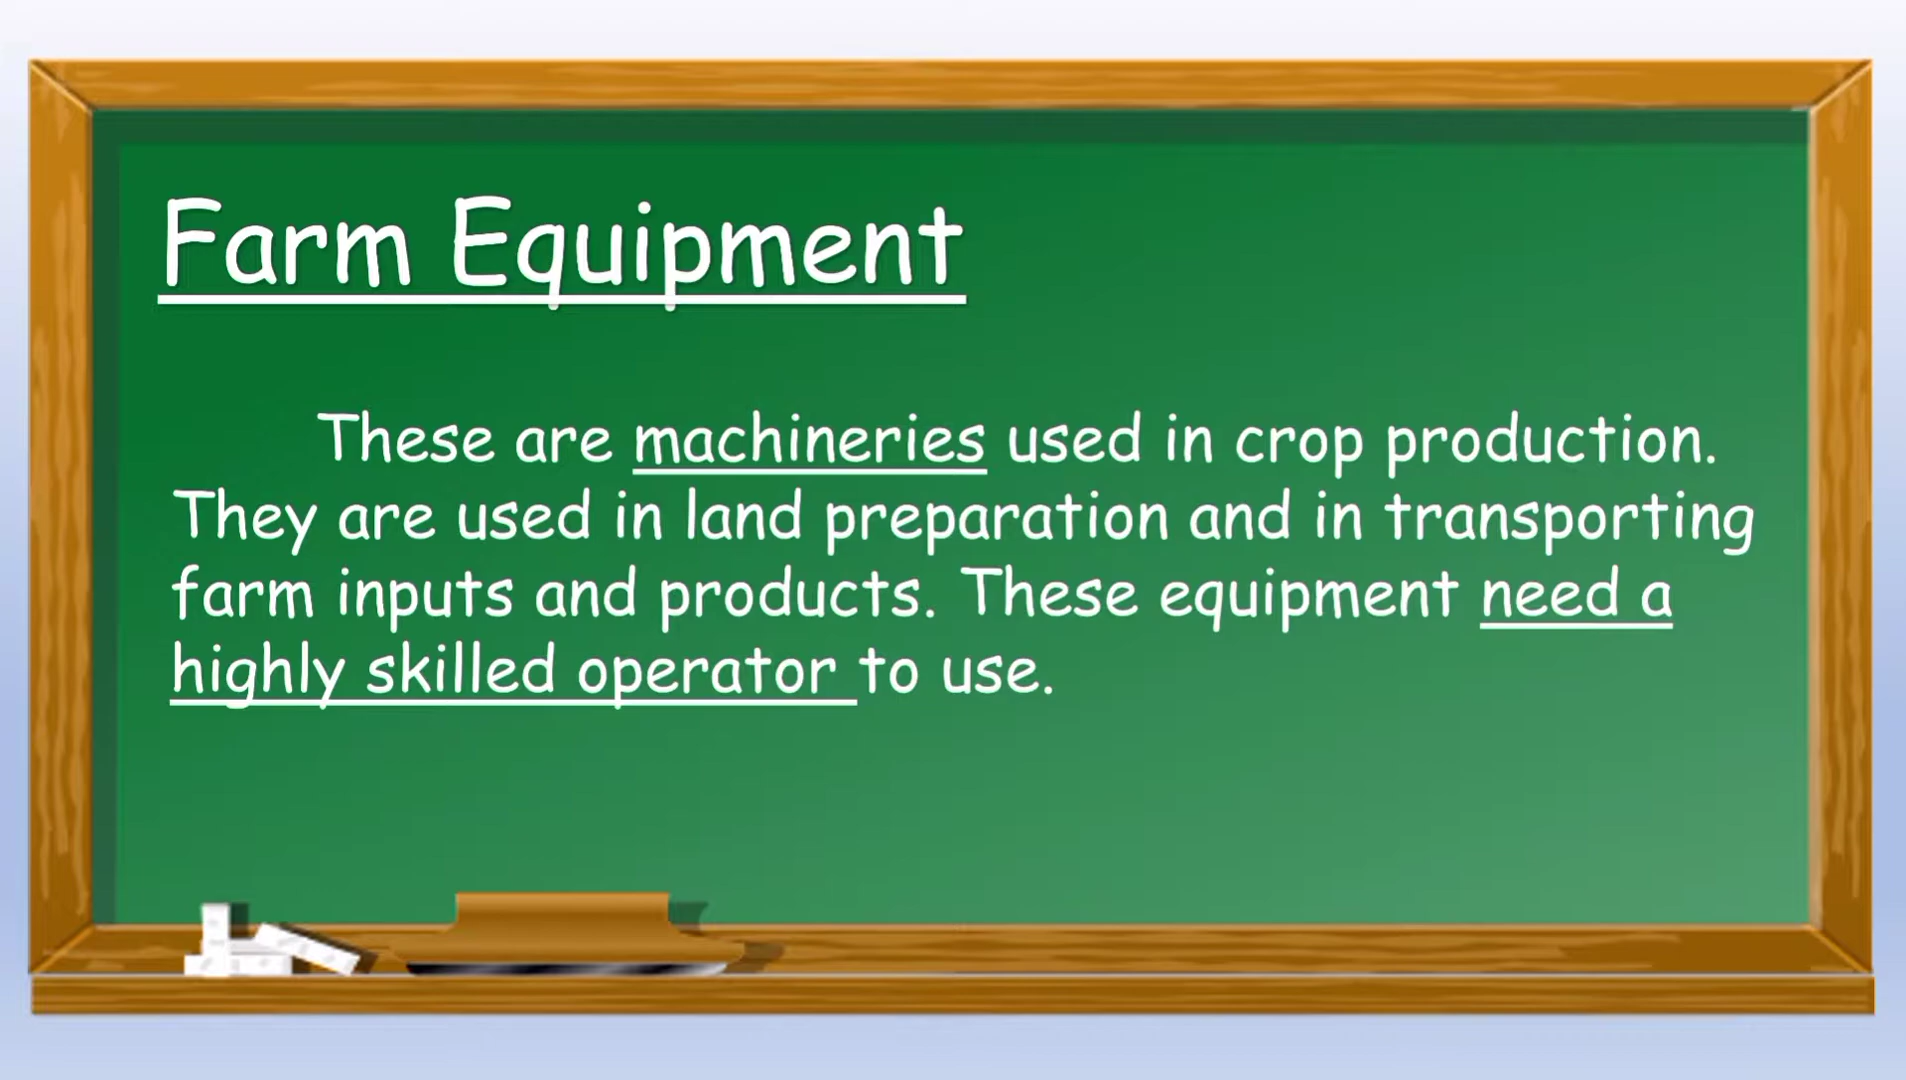 Farm Equipment
These are machineries used in crop production.
They are used in land preparation and in transporting
farm inputs and products. These equipment need a
highly skilled operator to use.